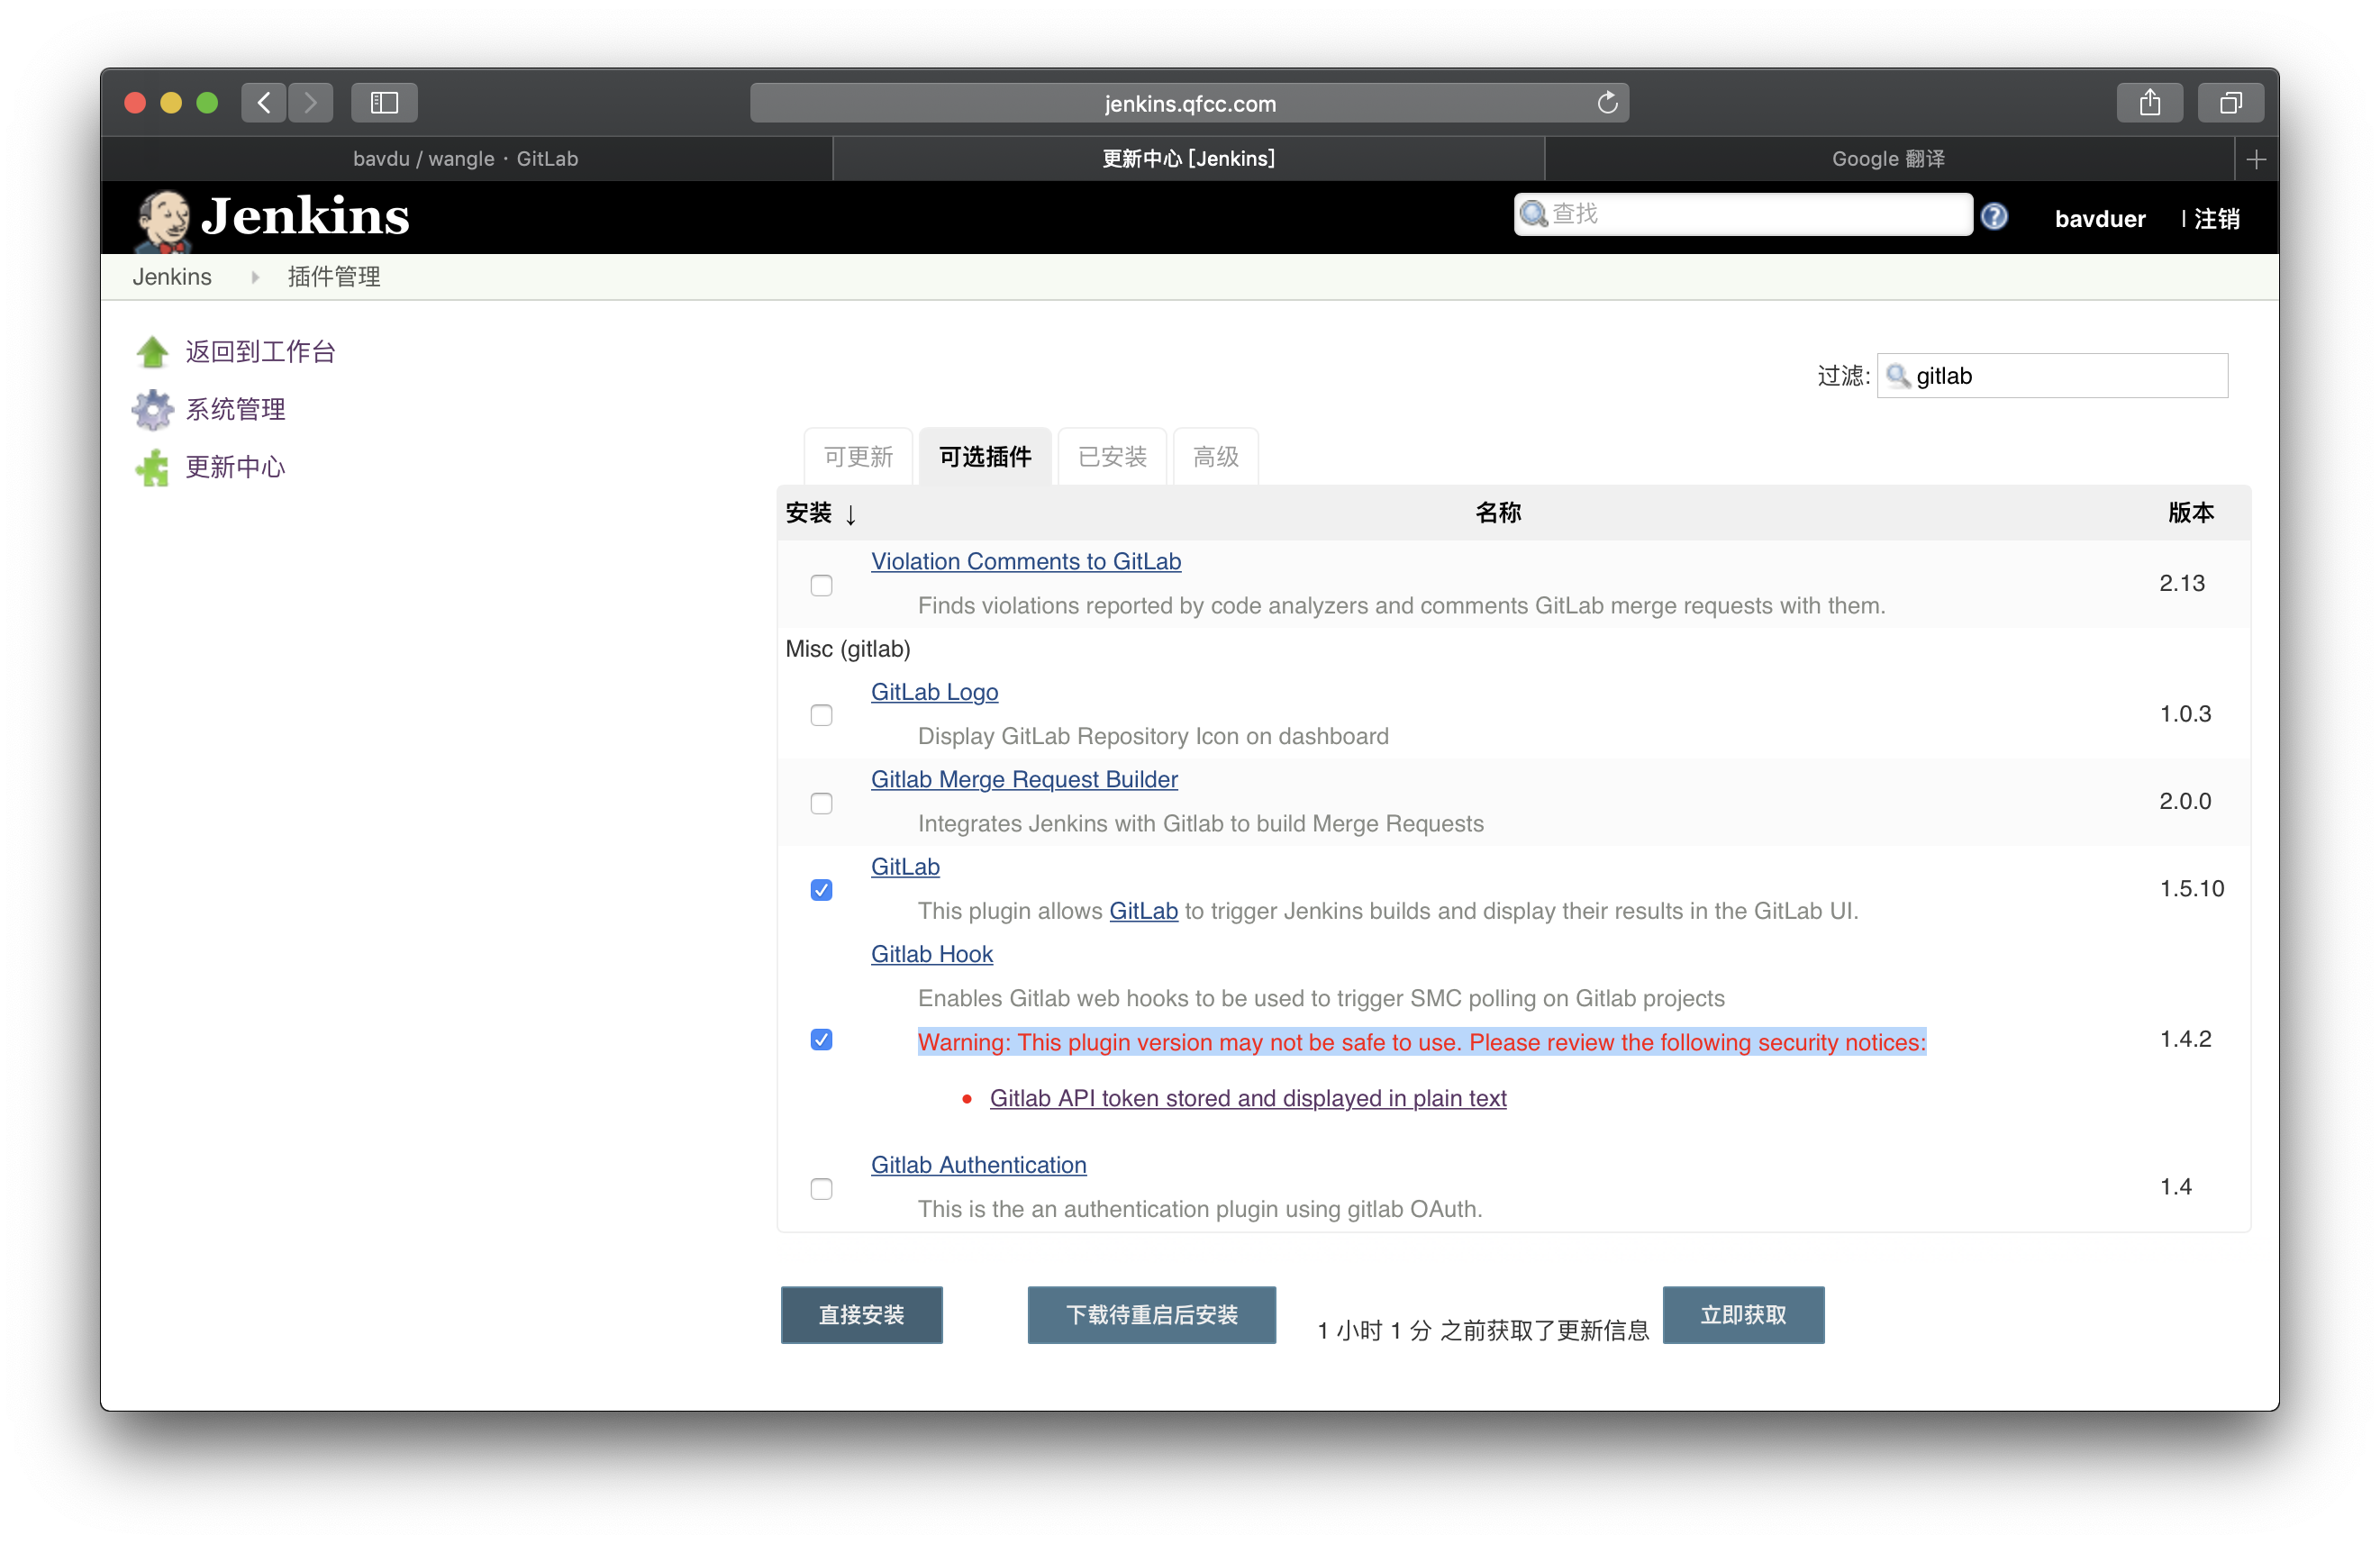 jenkins.qfcc.com
bavdu / wangle · GitLab
更新中心 [Jenkins]
Google 翻译
Jenkins
查找
bavduer
| 注销
Jenkins
插件管理
返回到工作台
系统管理
更新中心
过滤:
gitlab
可更新
可选插件
已安装
高级
安装 ↓
名称
版本
Violation Comments to GitLab
Finds violations reported by code analyzers and comments GitLab merge requests with them.
2.13
Misc (gitlab)
GitLab Logo
Display GitLab Repository Icon on dashboard
1.0.3
Gitlab Merge Request Builder
Integrates Jenkins with Gitlab to build Merge Requests
2.0.0
GitLab
This plugin allows GitLab to trigger Jenkins builds and display their results in the GitLab UI.
1.5.10
Gitlab Hook
Enables Gitlab web hooks to be used to trigger SMC polling on Gitlab projects
Warning: This plugin version may not be safe to use. Please review the following security notices:
1.4.2
• Gitlab API token stored and displayed in plain text
Gitlab Authentication
This is the an authentication plugin using gitlab OAuth.
1.4
直接安装
下载待重启后安装
1 小时 1 分 之前获取了更新信息
立即获取